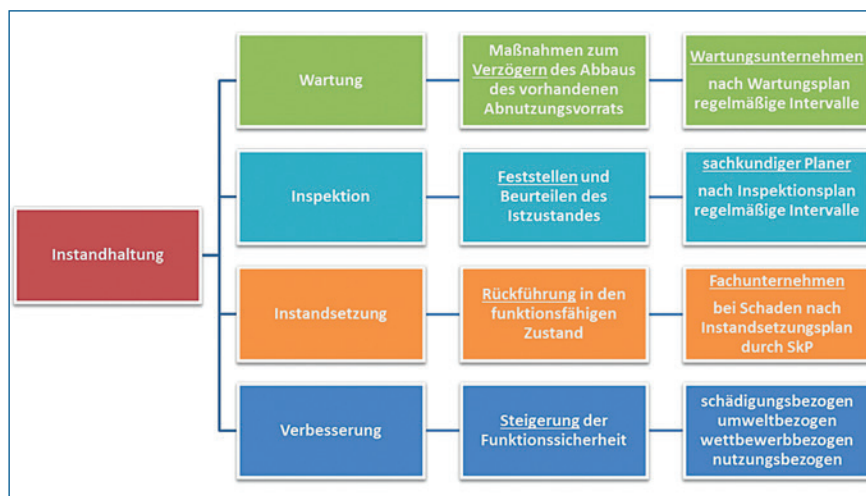 Instandhaltung
Wartung
Maßnahmen zum
Verzögern des Abbaus
des vorhandenen
Abnutzungsvorrats
Wartungsunternehmen
nach Wartungsplan
regelmäßige Intervalle
Inspektion
Feststellen und
Beurteilen des
Istzustandes
sachkundiger Planer
nach Inspektionsplan
regelmäßige Intervalle
Instandsetzung
Rückführung in den
funktionsfähigen
Zustand
Fachunternehmen
bei Schaden nach
Instandsetzungsplan
durch SkP
Verbesserung
Steigerung der
Funktionssicherheit
schädigungsbezogen
umweltbezogen
wettbewerbbezogen
nutzungsbezogen